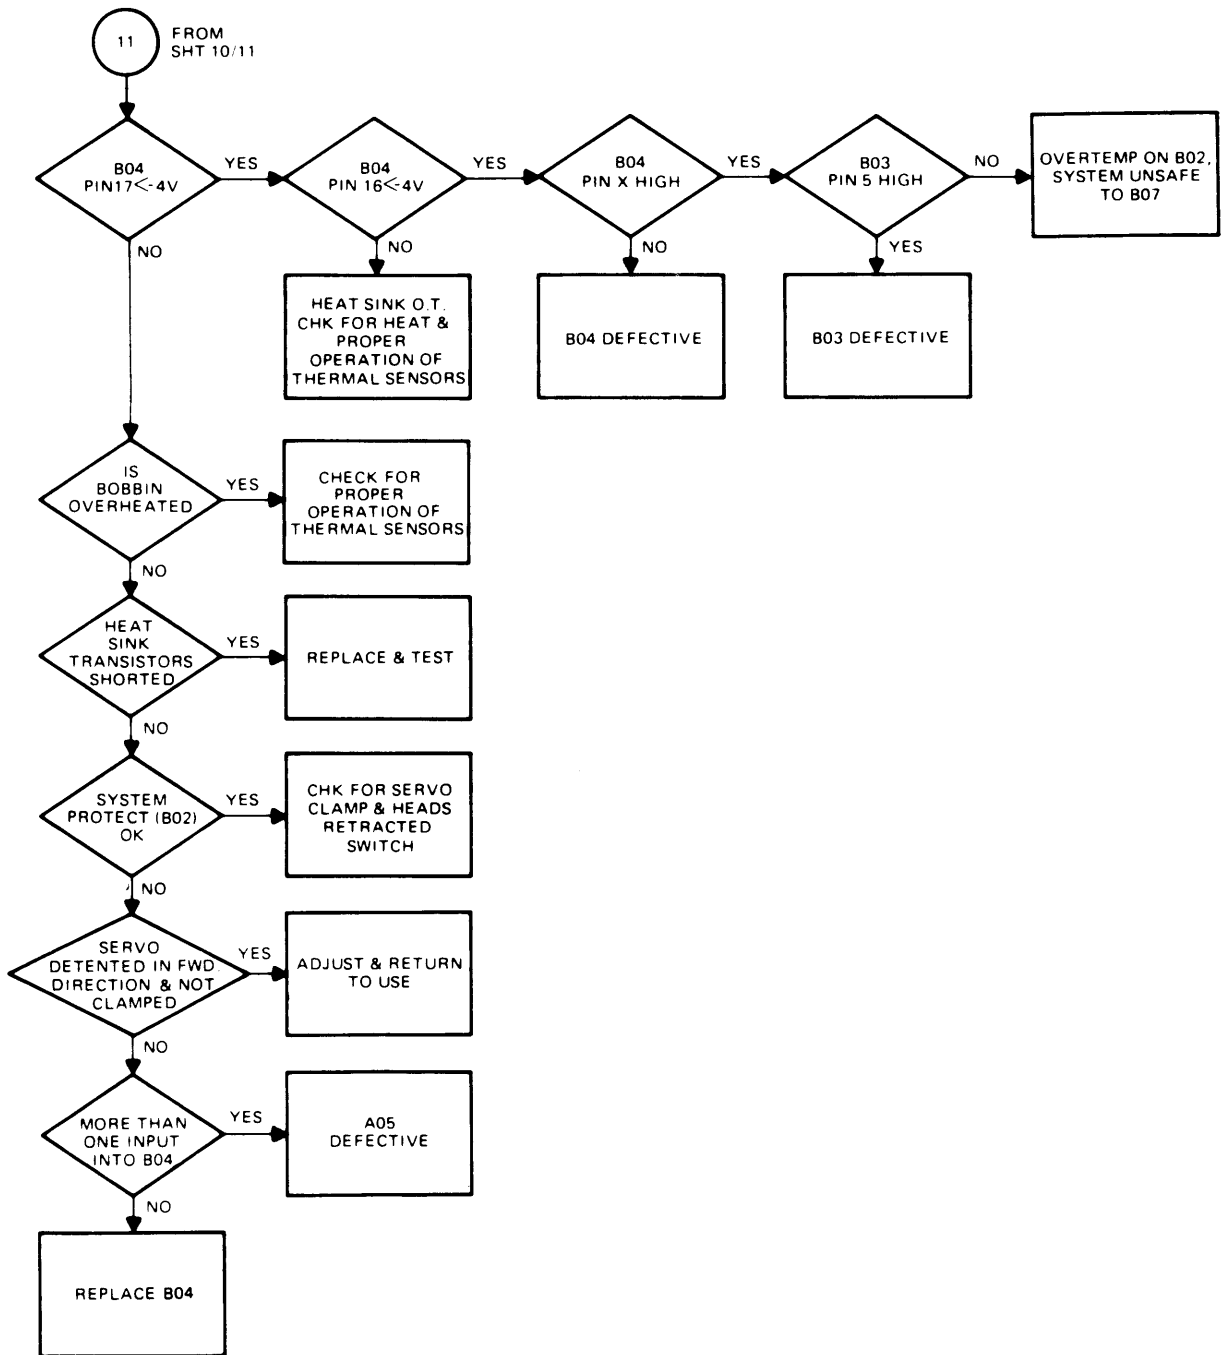 11
FROM
SHT 10/11
B04
PIN17<-4V
YES
NO
B04
PIN 16<-4V
YES
NO
B04
PIN X HIGH
YES
NO
B03
PIN 5 HIGH
NO
YES
OVERTEMP ON B02,
SYSTEM UNSAFE
TO B07
HEAT SINK O.T.
CHK FOR HEAT &
PROPER
OPERATION OF
THERMAL SENSORS
B04 DEFECTIVE
B03 DEFECTIVE
IS
BOBBIN
OVERHEATED
YES
NO
CHECK FOR
PROPER
OPERATION OF
THERMAL SENSORS
HEAT
SINK
TRANSISTORS
SHORTED
YES
NO
REPLACE & TEST
SYSTEM
PROTECT (B02)
OK
YES
NO
CHK FOR SERVO
CLAMP & HEADS
RETRACTED
SWITCH
SERVO
DETENTED IN FWD.
DIRECTION & NOT
CLAMPED
YES
NO
ADJUST & RETURN
TO USE
MORE THAN
ONE INPUT
INTO B04
YES
NO
A05
DEFECTIVE
REPLACE B04